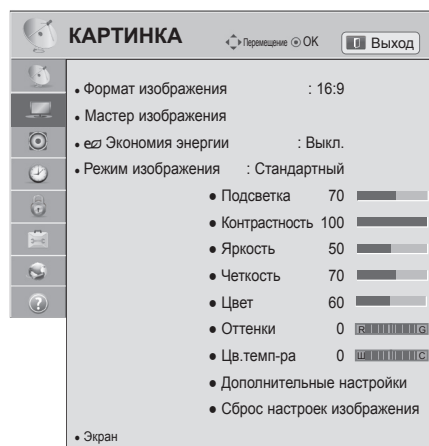 КАРТИНКА Перемещение OK Выход
• Формат изображения : 16:9
• Мастер изображения
• Экономия энергии : Выкл.
• Режим изображения : Стандартный
● Подсветка 70
● Контрастность 100
● Яркость 50
● Четкость 70
● Цвет 60
● Оттенки 0 R G
● Цв.темп-ра 0 Ш С
● Дополнительные настройки
● Сброс настроек изображения
• Экран